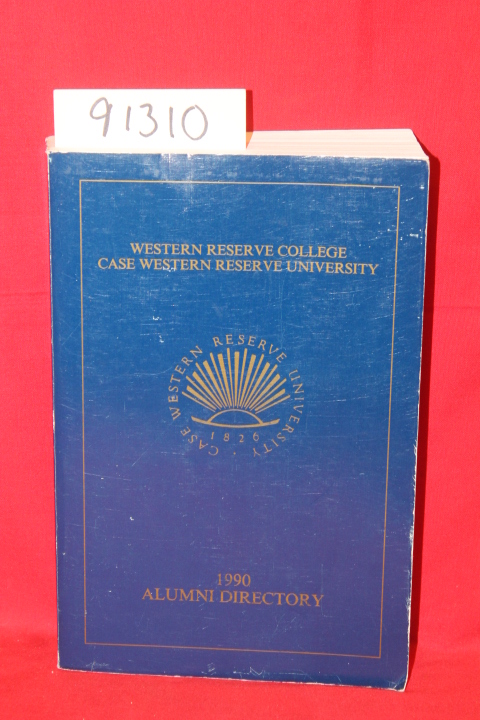 91310
WESTERN RESERVE COLLEGE
CASE WESTERN RESERVE UNIVERSITY
CASE WESTERN RESERVE UNIVERSITY ·
1826
1990
ALUMNI DIRECTORY